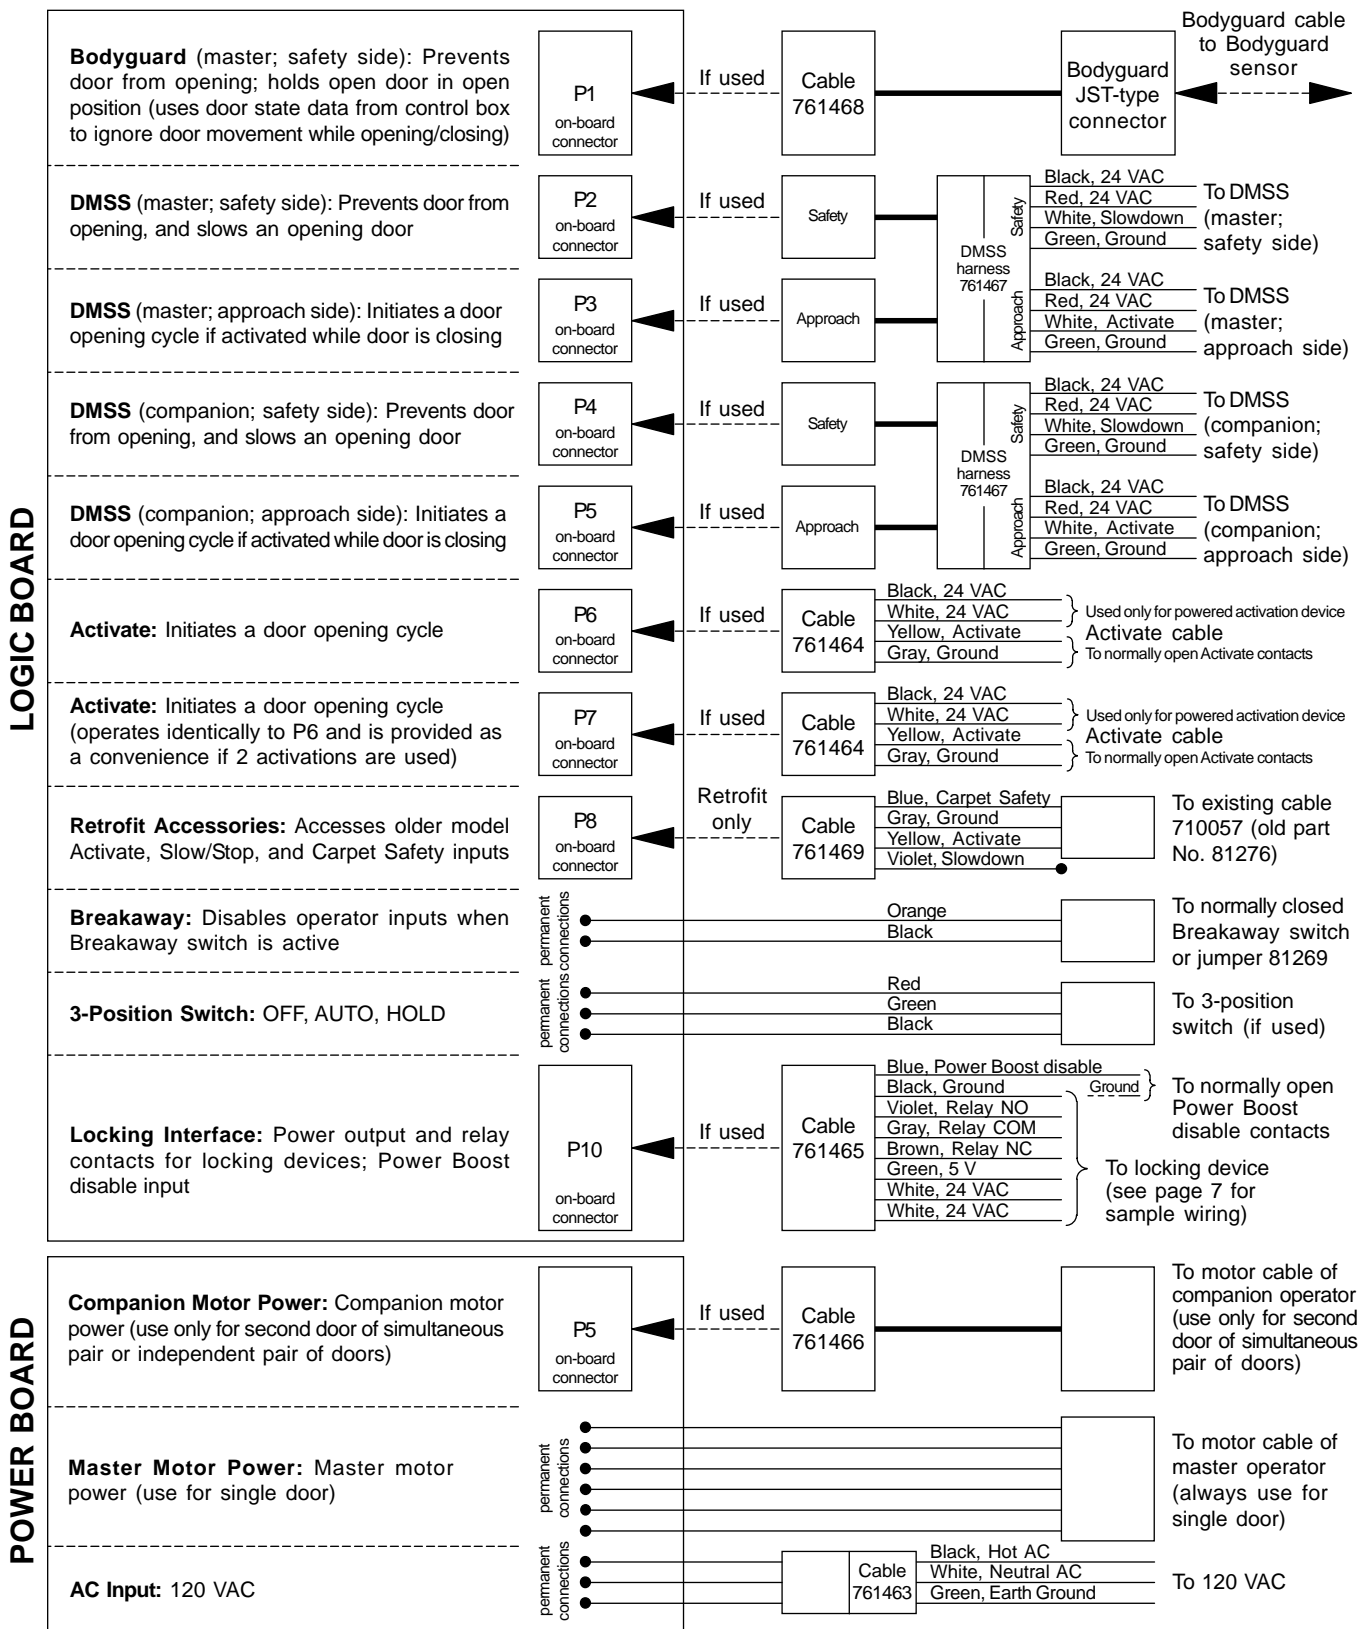 LOGIC BOARD
Bodyguard (master; safety side): Prevents
door from opening; holds open door in open
position (uses door state data from control box
to ignore door movement while opening/closing)
P1
on-board
connector
If used
Cable
761468
Bodyguard
JST-type
connector
Bodyguard cable
to Bodyguard
sensor
DMSS (master; safety side): Prevents door from
opening, and slows an opening door
P2
on-board
connector
If used
Safety
DMSS
harness
761467
Safety
Black, 24 VAC
Red, 24 VAC
White, Slowdown
Green, Ground
To DMSS
(master;
safety side)
DMSS (master; approach side): Initiates a door
opening cycle if activated while door is closing
P3
on-board
connector
If used
Approach
Approach
Black, 24 VAC
Red, 24 VAC
White, Activate
Green, Ground
To DMSS
(master;
approach side)
DMSS (companion; safety side): Prevents door
from opening, and slows an opening door
P4
on-board
connector
If used
Safety
DMSS
harness
761467
Safety
Black, 24 VAC
Red, 24 VAC
White, Slowdown
Green, Ground
To DMSS
(companion;
safety side)
DMSS (companion; approach side): Initiates a
door opening cycle if activated while door is closing
P5
on-board
connector
If used
Approach
Approach
Black, 24 VAC
Red, 24 VAC
White, Activate
Green, Ground
To DMSS
(companion;
approach side)
Activate: Initiates a door opening cycle
P6
on-board
connector
If used
Cable
761464
Black, 24 VAC
White, 24 VAC
Yellow, Activate
Gray, Ground
Used only for powered activation device
Activate cable
To normally open Activate contacts
Activate: Initiates a door opening cycle
(operates identically to P6 and is provided as
a convenience if 2 activations are used)
P7
on-board
connector
If used
Cable
761464
Black, 24 VAC
White, 24 VAC
Yellow, Activate
Gray, Ground
Used only for powered activation device
Activate cable
To normally open Activate contacts
Retrofit Accessories: Accesses older model
Activate, Slow/Stop, and Carpet Safety inputs
P8
on-board
connector
Retrofit
only
Cable
761469
Blue, Carpet Safety
Gray, Ground
Yellow, Activate
Violet, Slowdown
To existing cable
710057 (old part
No. 81276)
Breakaway: Disables operator inputs when
Breakaway switch is active
permanent
connections
Orange
Black
To normally closed
Breakaway switch
or jumper 81269
3-Position Switch: OFF, AUTO, HOLD
permanent
connections
Red
Green
Black
To 3-position
switch (if used)
Locking Interface: Power output and relay
contacts for locking devices; Power Boost
disable input
P10
on-board
connector
If used
Cable
761465
Blue, Power Boost disable
Black, Ground
Violet, Relay NO
Gray, Relay COM
Brown, Relay NC
Green, 5 V
White, 24 VAC
White, 24 VAC
Ground
To normally open
Power Boost
disable contacts
To locking device
(see page 7 for
sample wiring)
POWER BOARD
Companion Motor Power: Companion motor
power (use only for second door of simultaneous
pair or independent pair of doors)
P5
on-board
connector
If used
Cable
761466
To motor cable of
companion operator
(use only for second
door of simultaneous
pair of doors)
Master Motor Power: Master motor
power (use for single door)
permanent
connections
To motor cable of
master operator
(always use for
single door)
AC Input: 120 VAC
permanent
connections
Cable
761463
Black, Hot AC
White, Neutral AC
Green, Earth Ground
To 120 VAC